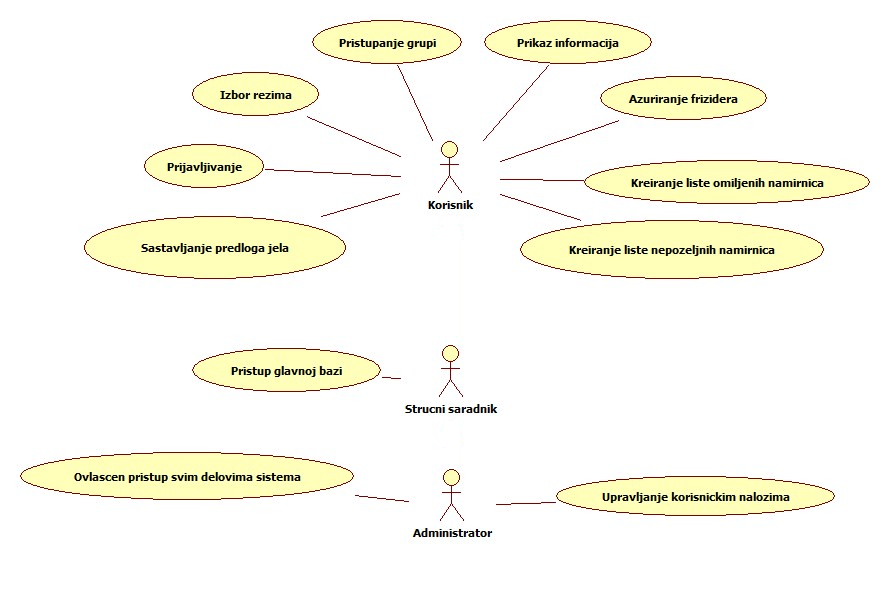 Pristupanje grupi
Prikaz informacija
Izbor rezima
Azuriranje frizidera
Prijavljivanje
Kreiranje liste omiljenih namirnica
Korisnik
Sastavljanje predloga jela
Kreiranje liste nepozeljnih namirnica
Pristup glavnoj bazi
Strucni saradnik
Ovlascen pristup svim delovima sistema
Upravljanje korisnickim nalozima
Administrator